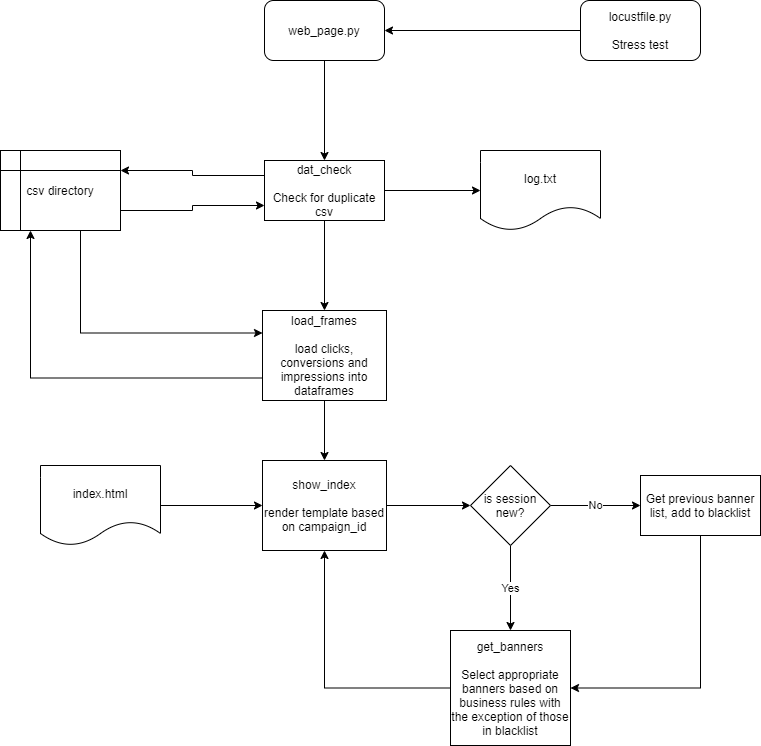 web_page.py
locustfile.py
Stress test
csv directory
dat_check
Check for duplicate
csv
log.txt
load_frames
load clicks,
conversions and
impressions into
dataframes
index.html
show_index
render template based
on campaign_id
is session
new?
No
Get previous banner
list, add to blacklist
Yes
get_banners
Select appropriate
banners based on
business rules with
the exception of those
in blacklist